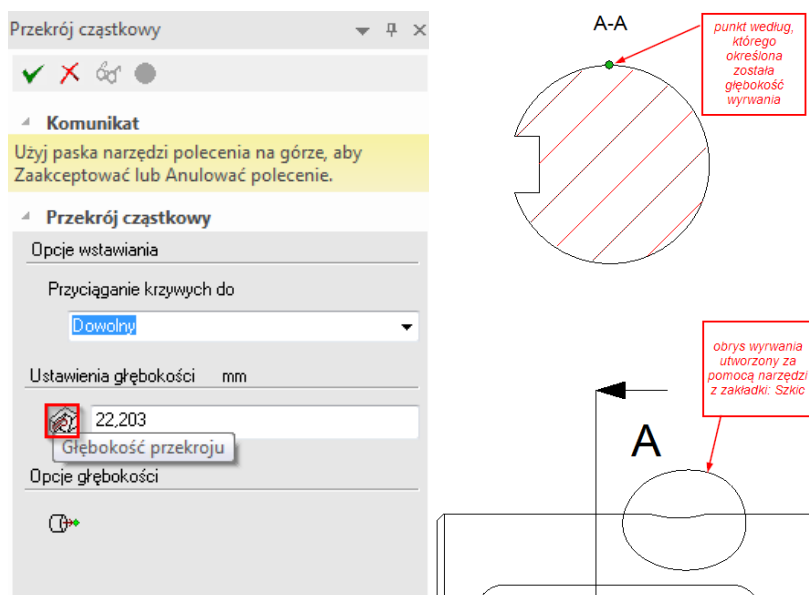 Przekrój cząstkowy
Komunikat
Użyj paska narzędzi polecenia na górze, aby
Zaakceptować lub Anulować polecenie.
Przekrój cząstkowy
Opcje wstawiania
Przyciąganie krzywych do
Dowolny
Ustawienia głębokości mm
22,203
Głębokość przekroju
Opcje głębokości
A-A
punkt według,
którego
określona
została
głębokość
wyrwania
obrys wyrwania
utworzony za
pomocą narzędzi
z zakładki: Szkic
A